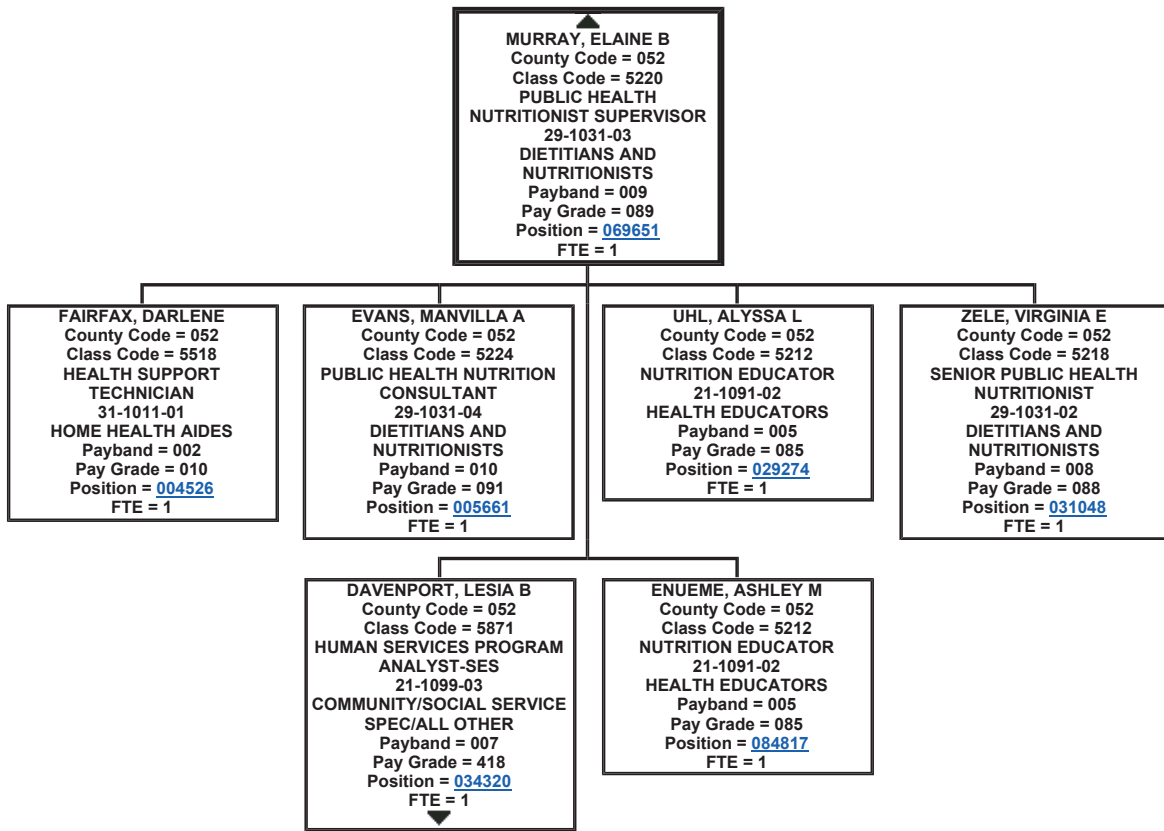 MURRAY, ELAINE B
County Code = 052
Class Code = 5220
PUBLIC HEALTH
NUTRITIONIST SUPERVISOR
29-1031-03
DIETITIANS AND
NUTRITIONISTS
Payband = 009
Pay Grade = 089
Position = 069651
FTE = 1
FAIRFAX, DARLENE
County Code = 052
Class Code = 5518
HEALTH SUPPORT
TECHNICIAN
31-1011-01
HOME HEALTH AIDES
Payband = 002
Pay Grade = 010
Position = 004526
FTE = 1
EVANS, MANVILLA A
County Code = 052
Class Code = 5224
PUBLIC HEALTH NUTRITION
CONSULTANT
29-1031-04
DIETITIANS AND
NUTRITIONISTS
Payband = 010
Pay Grade = 091
Position = 005661
FTE = 1
UHL, ALYSSA L
County Code = 052
Class Code = 5212
NUTRITION EDUCATOR
21-1091-02
HEALTH EDUCATORS
Payband = 005
Pay Grade = 085
Position = 029274
FTE = 1
ZELE, VIRGINIA E
County Code = 052
Class Code = 5218
SENIOR PUBLIC HEALTH
NUTRITIONIST
29-1031-02
DIETITIANS AND
NUTRITIONISTS
Payband = 008
Pay Grade = 088
Position = 031048
FTE = 1
DAVENPORT, LESIA B
County Code = 052
Class Code = 5871
HUMAN SERVICES PROGRAM
ANALYST-SES
21-1099-03
COMMUNITY/SOCIAL SERVICE
SPEC/ALL OTHER
Payband = 007
Pay Grade = 418
Position = 034320
FTE = 1
ENUEME, ASHLEY M
County Code = 052
Class Code = 5212
NUTRITION EDUCATOR
21-1091-02
HEALTH EDUCATORS
Payband = 005
Pay Grade = 085
Position = 084817
FTE = 1